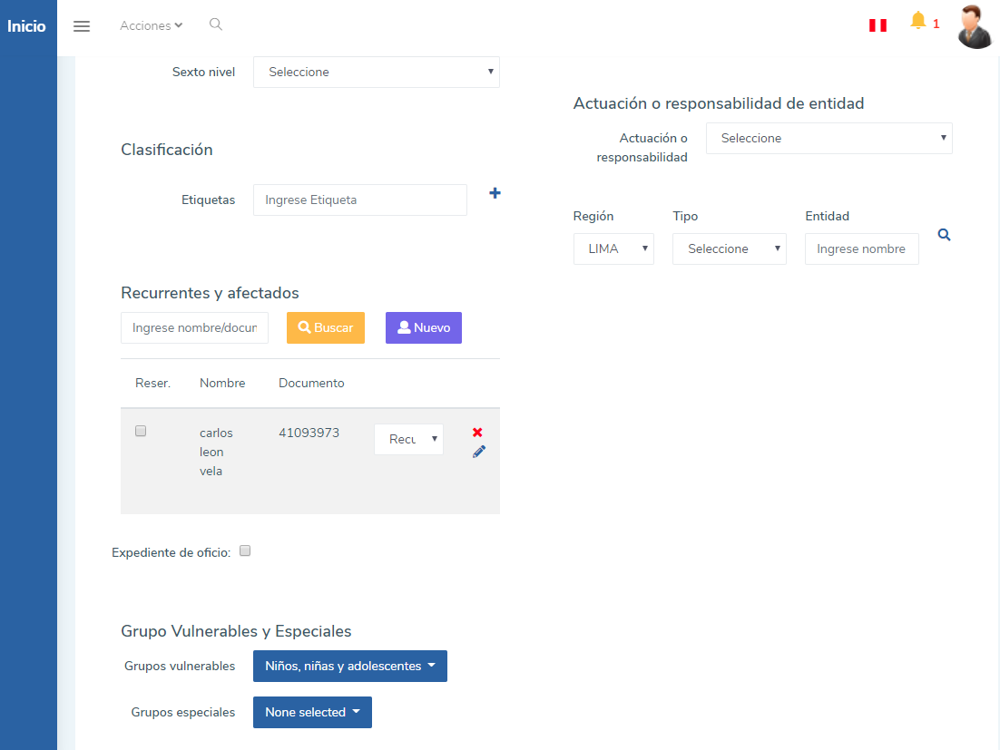 Inicio
Acciones
1
Sexto nivel
Seleccione
Clasificación
Etiquetas
Ingrese Etiqueta
Recurrentes y afectados
Ingrese nombre/docun
Buscar
Nuevo
Reser.
Nombre
Documento
carlos
leon
vela
41093973
Recu
Expediente de oficio:
Grupo Vulnerables y Especiales
Grupos vulnerables
Niños, niñas y adolescentes
Grupos especiales
None selected
Actuación o responsabilidad de entidad
Actuación o
responsabilidad
Seleccione
Región
Tipo
Entidad
LIMA
Seleccione
Ingrese nombre